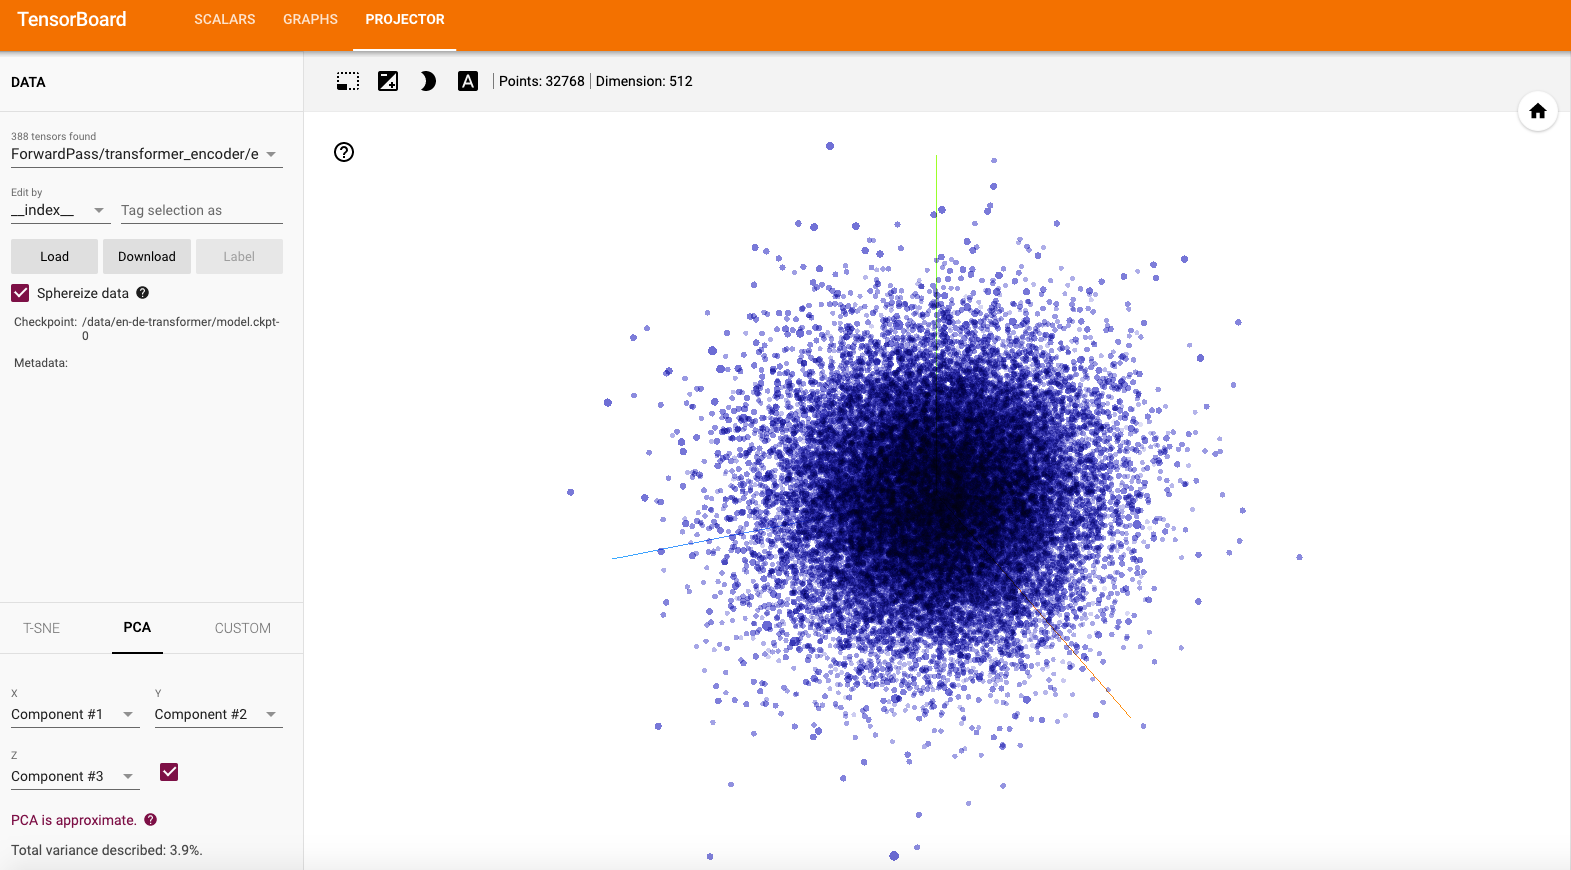 TensorBoard SCALARS GRAPHS PROJECTOR
DATA
388 tensors found
ForwardPass/transformer_encoder/e
Edit by
__index__ Tag selection as
Load Download Label
Sphereize data
Checkpoint: /data/en-de-transformer/model.ckpt-
0
Metadata:
T-SNE PCA CUSTOM
X Y
Component #1 Component #2
Z
Component #3
PCA is approximate.
Total variance described: 3.9%.
A Points: 32768 Dimension: 512